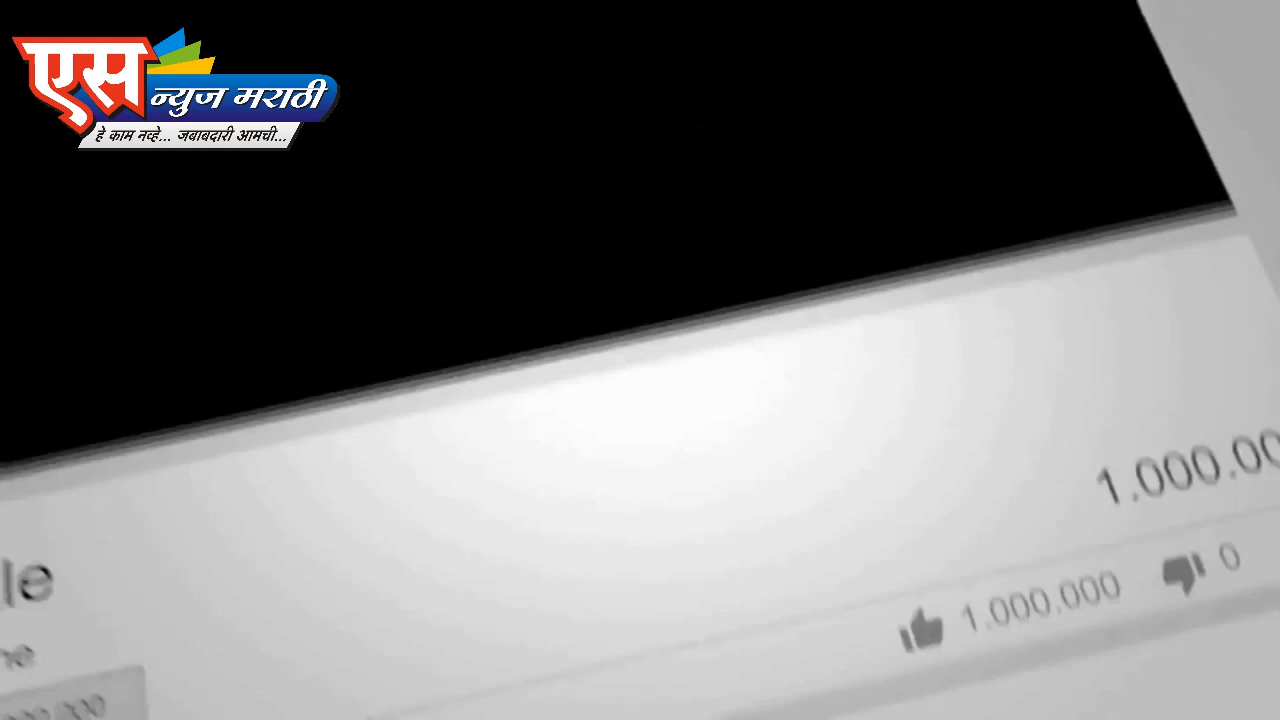 एस
न्युज मराठी
हे काम नव्हे... जबाबदारी आमची...
le
1.000.00
1.000.000
0